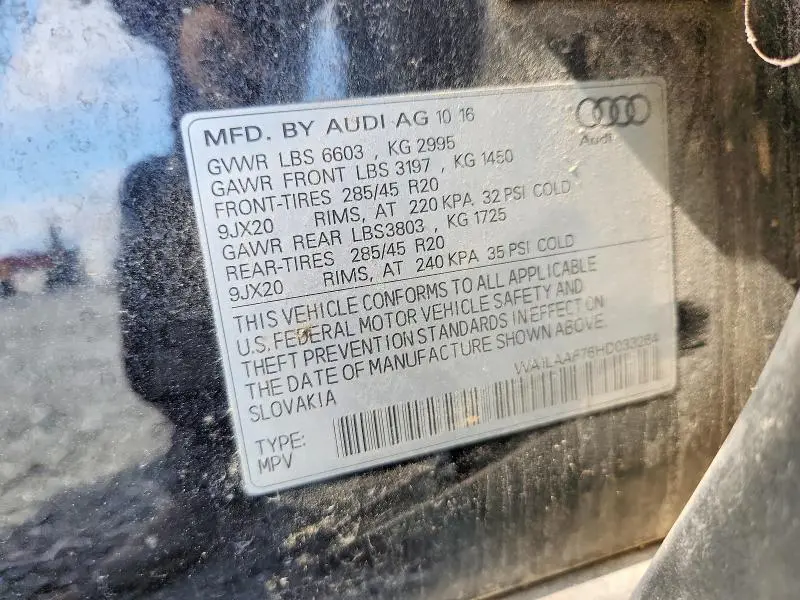 MFD. BY AUDI AG 10 16
Audi
GVWR LBS 6603 , KG 2995
GAWR FRONT LBS 3197 , KG 1450
FRONT-TIRES 285/45 R20
9JX20 RIMS, AT 220 KPA 32 PSI COLD
GAWR REAR LBS3803 , KG 1725
REAR-TIRES 285/45 R20
9JX20 RIMS, AT 240 KPA 35 PSI COLD
THIS VEHICLE CONFORMS TO ALL APPLICABLE
U.S. FEDERAL MOTOR VEHICLE SAFETY AND
THEFT PREVENTION STANDARDS IN EFFECT ON
THE DATE OF MANUFACTURE SHOWN ABOVE.
SLOVAKIA
TYPE:
MPV